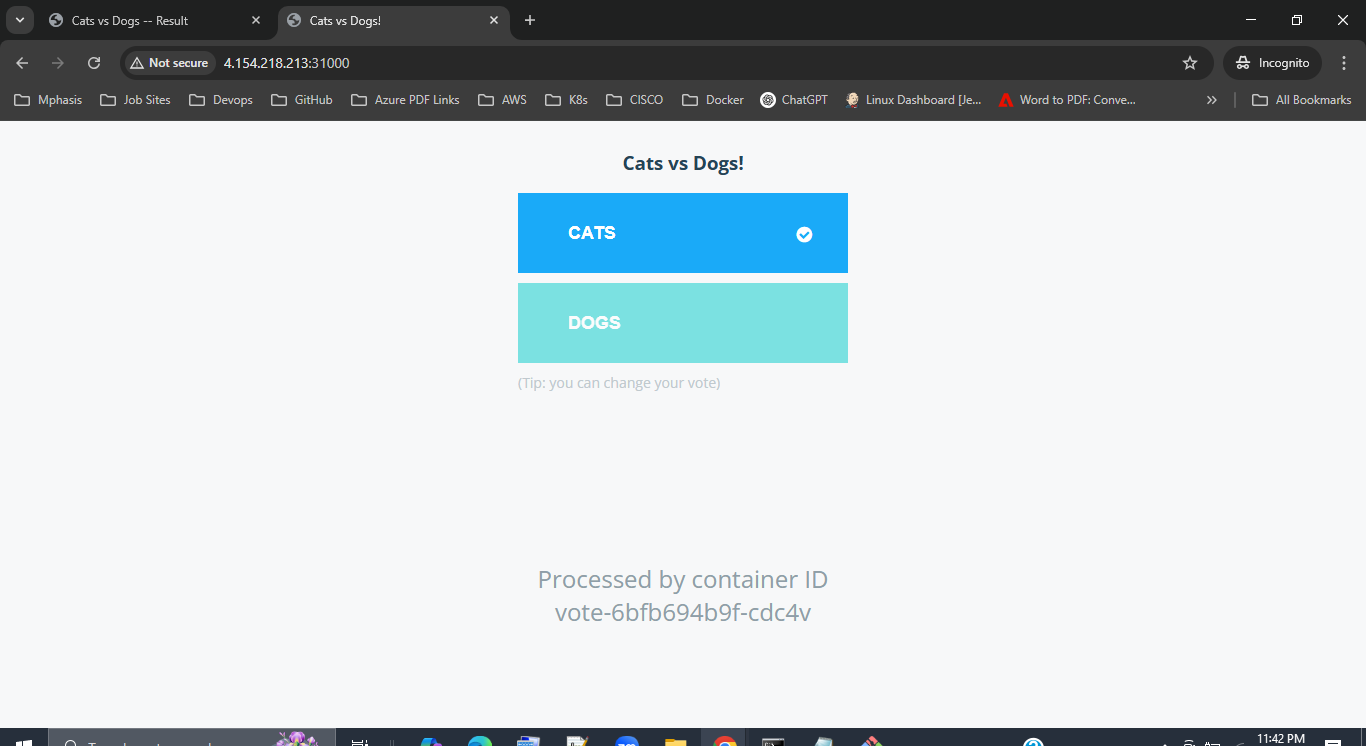 Cats vs Dogs -- Result
Cats vs Dogs!
Not secure
4.154.218.213:31000
Incognito
Mphasis
Job Sites
Devops
GitHub
Azure PDF Links
AWS
K8s
CISCO
Docker
ChatGPT
Linux Dashboard [Je...
Word to PDF: Conve...
All Bookmarks
Cats vs Dogs!
CATS
DOGS
(Tip: you can change your vote)
Processed by container ID
vote-6bfb694b9f-cdc4v
11:42 PM